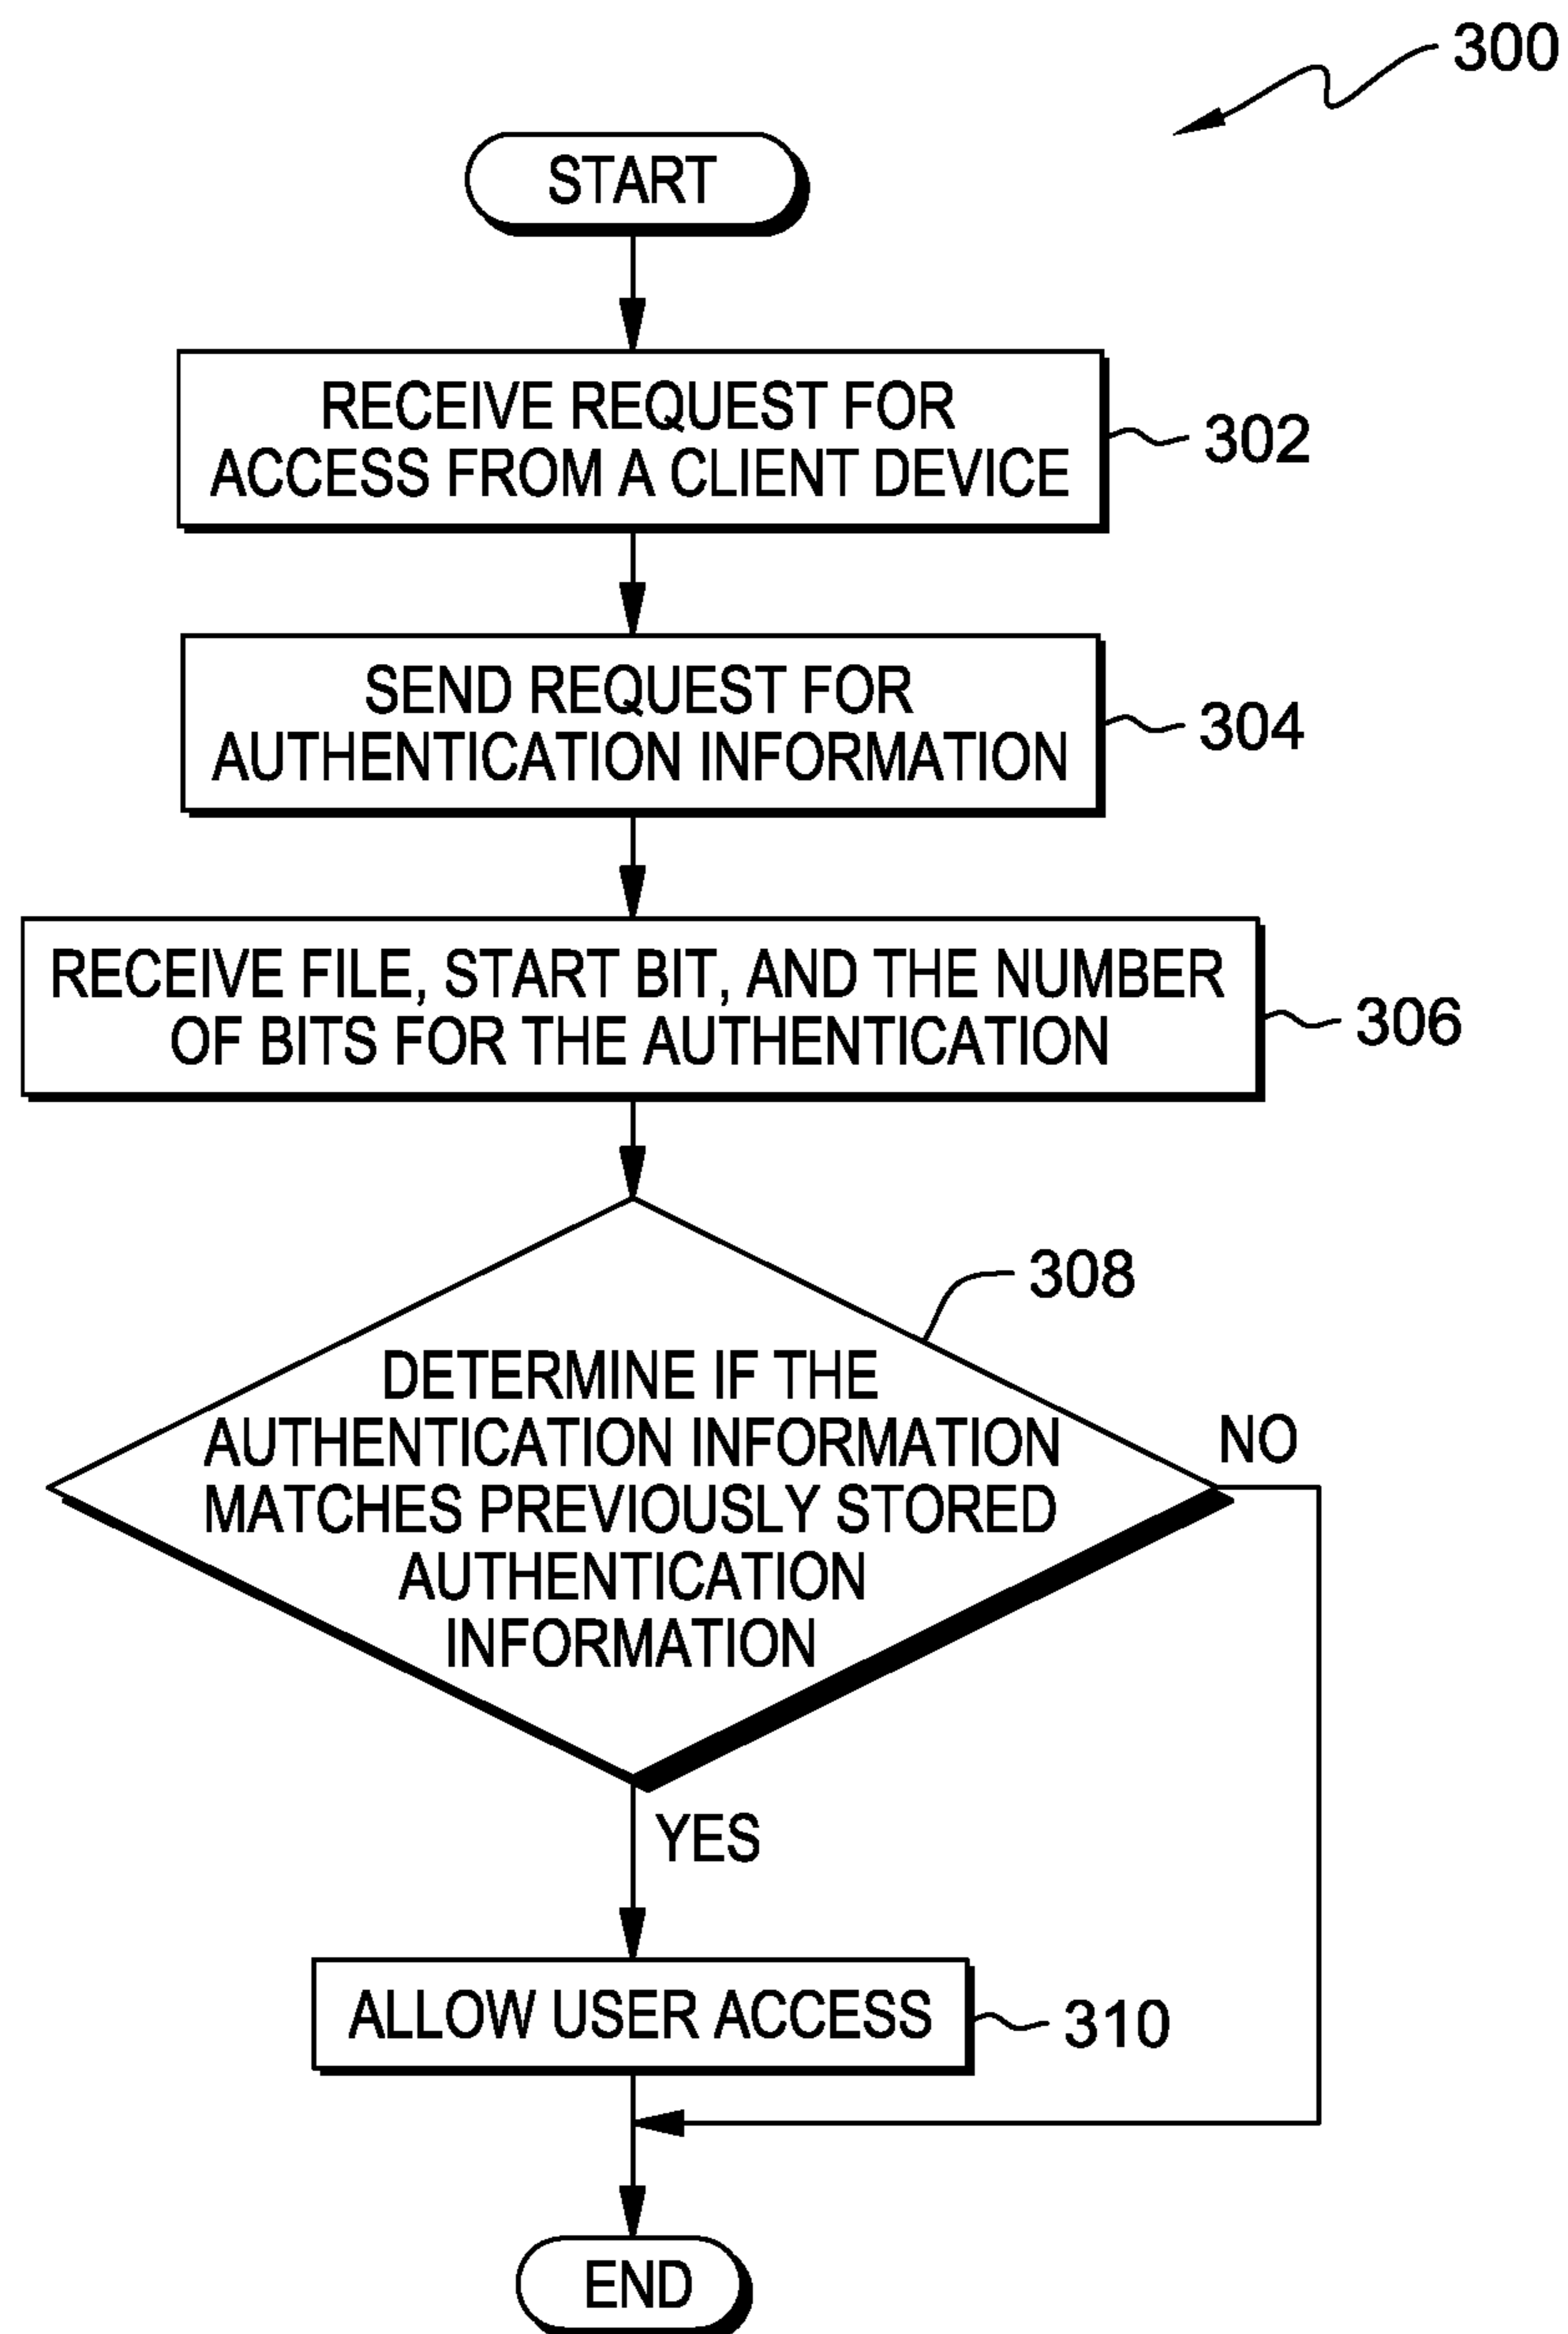 300
START
RECEIVE REQUEST FOR
ACCESS FROM A CLIENT DEVICE
302
SEND REQUEST FOR
AUTHENTICATION INFORMATION
304
RECEIVE FILE, START BIT, AND THE NUMBER
OF BITS FOR THE AUTHENTICATION
306
308
DETERMINE IF THE
AUTHENTICATION INFORMATION
MATCHES PREVIOUSLY STORED
AUTHENTICATION
INFORMATION
NO
YES
ALLOW USER ACCESS
310
END